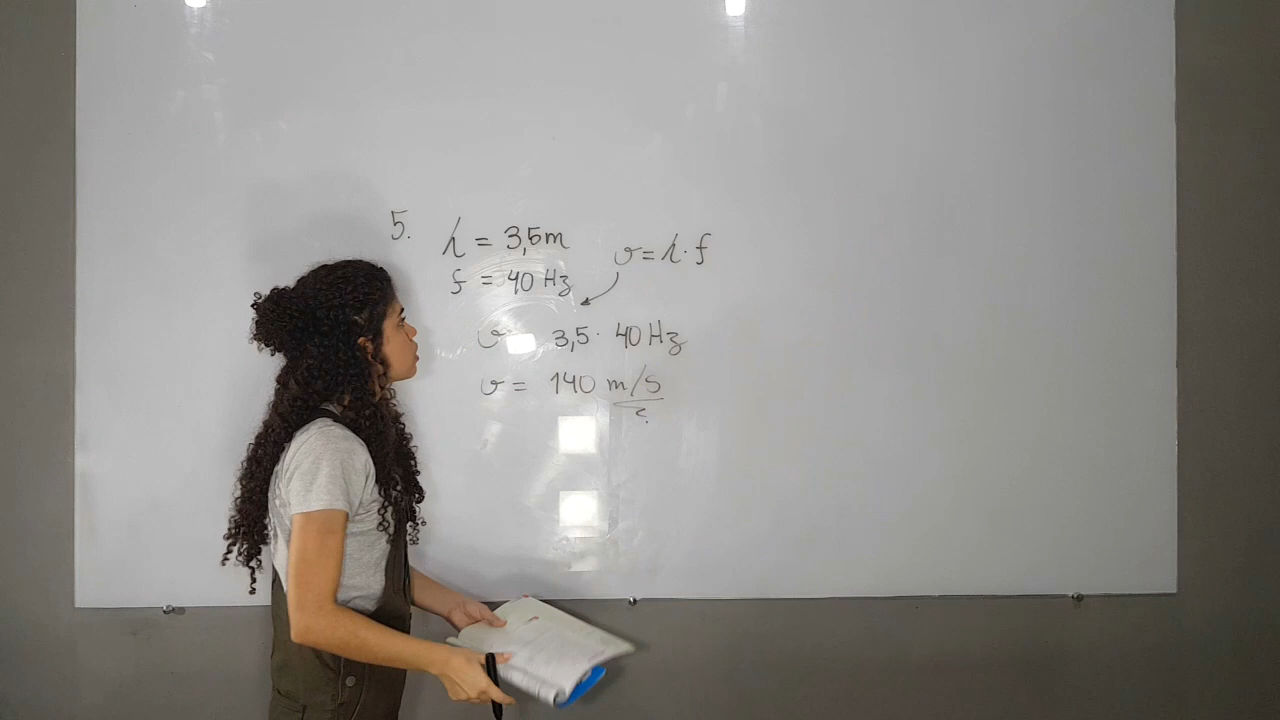 5. λ = 3,5m
f = 40 Hz
v = λ · f
v = 3,5 · 40 Hz
v = 140 m/s